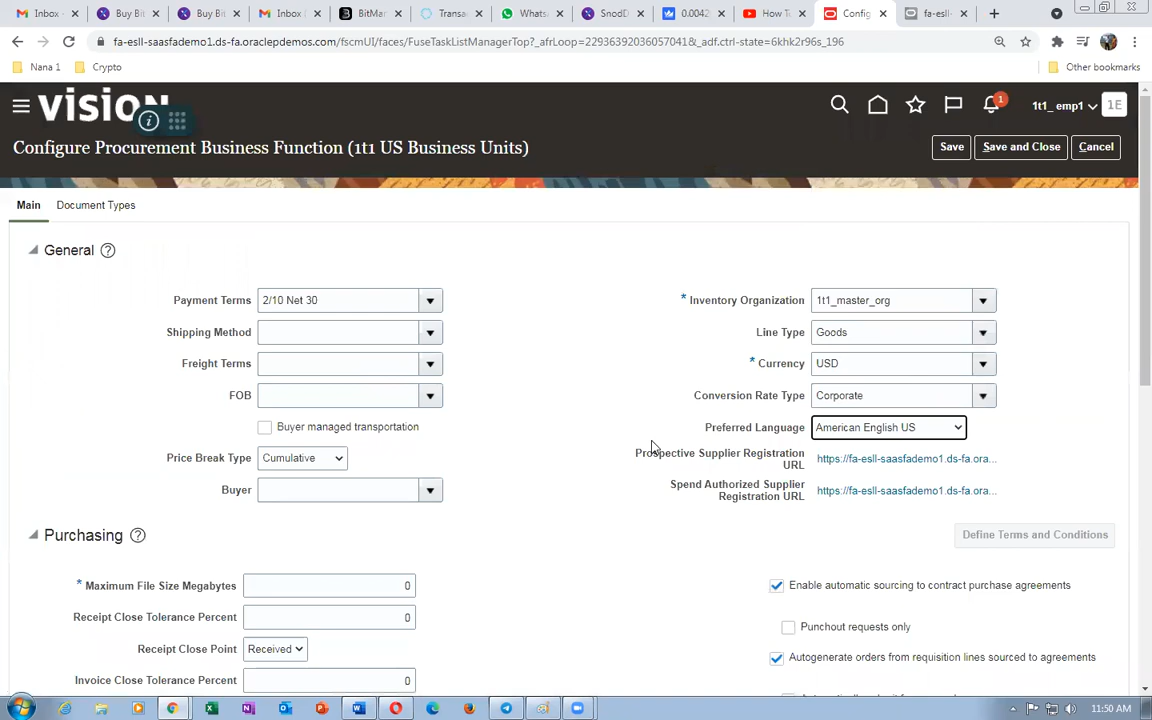 Inbox -
Buy Bit
Buy Bit
Inbox
BitMar
Transac
Whats
SnodD
0.0042
How T
Config
fa-esll-
fa-esll-saasfademo1.ds-fa.oraclepdemos.com/fscmUI/faces/FuseTaskListManagerTop?_afrLoop=22936392036057041&_adf.ctrl-state=6khk2r96s_196
Nana 1
Crypto
Other bookmarks
VISION
1
1t1_ emp1
1E
Configure Procurement Business Function (1t1 US Business Units)
Save
Save and Close
Cancel
Main
Document Types
General
Payment Terms 2/10 Net 30
* Inventory Organization 1t1_master_org
Shipping Method
Line Type Goods
Freight Terms
* Currency USD
FOB
Conversion Rate Type Corporate
Buyer managed transportation
Preferred Language American English US
Price Break Type Cumulative
Prospective Supplier Registration
URL
https://fa-esll-saasfademo1.ds-fa.ora...
Buyer
Spend Authorized Supplier
Registration URL
https://fa-esll-saasfademo1.ds-fa.ora...
Purchasing
Define Terms and Conditions
* Maximum File Size Megabytes 0
Enable automatic sourcing to contract purchase agreements
Receipt Close Tolerance Percent 0
Punchout requests only
Receipt Close Point Received
Autogenerate orders from requisition lines sourced to agreements
Invoice Close Tolerance Percent 0
11:50 AM